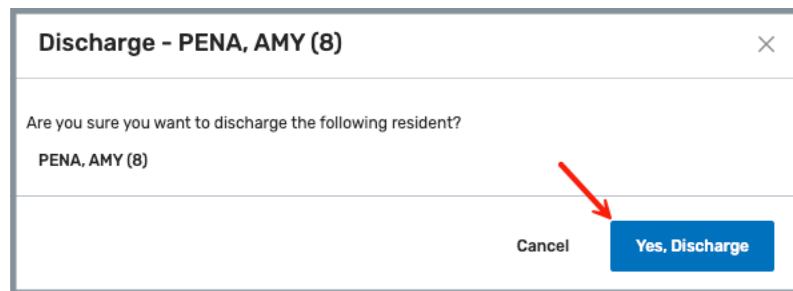 Discharge - PENA, AMY (8)
Are you sure you want to discharge the following resident?
PENA, AMY (8)
Cancel
Yes, Discharge